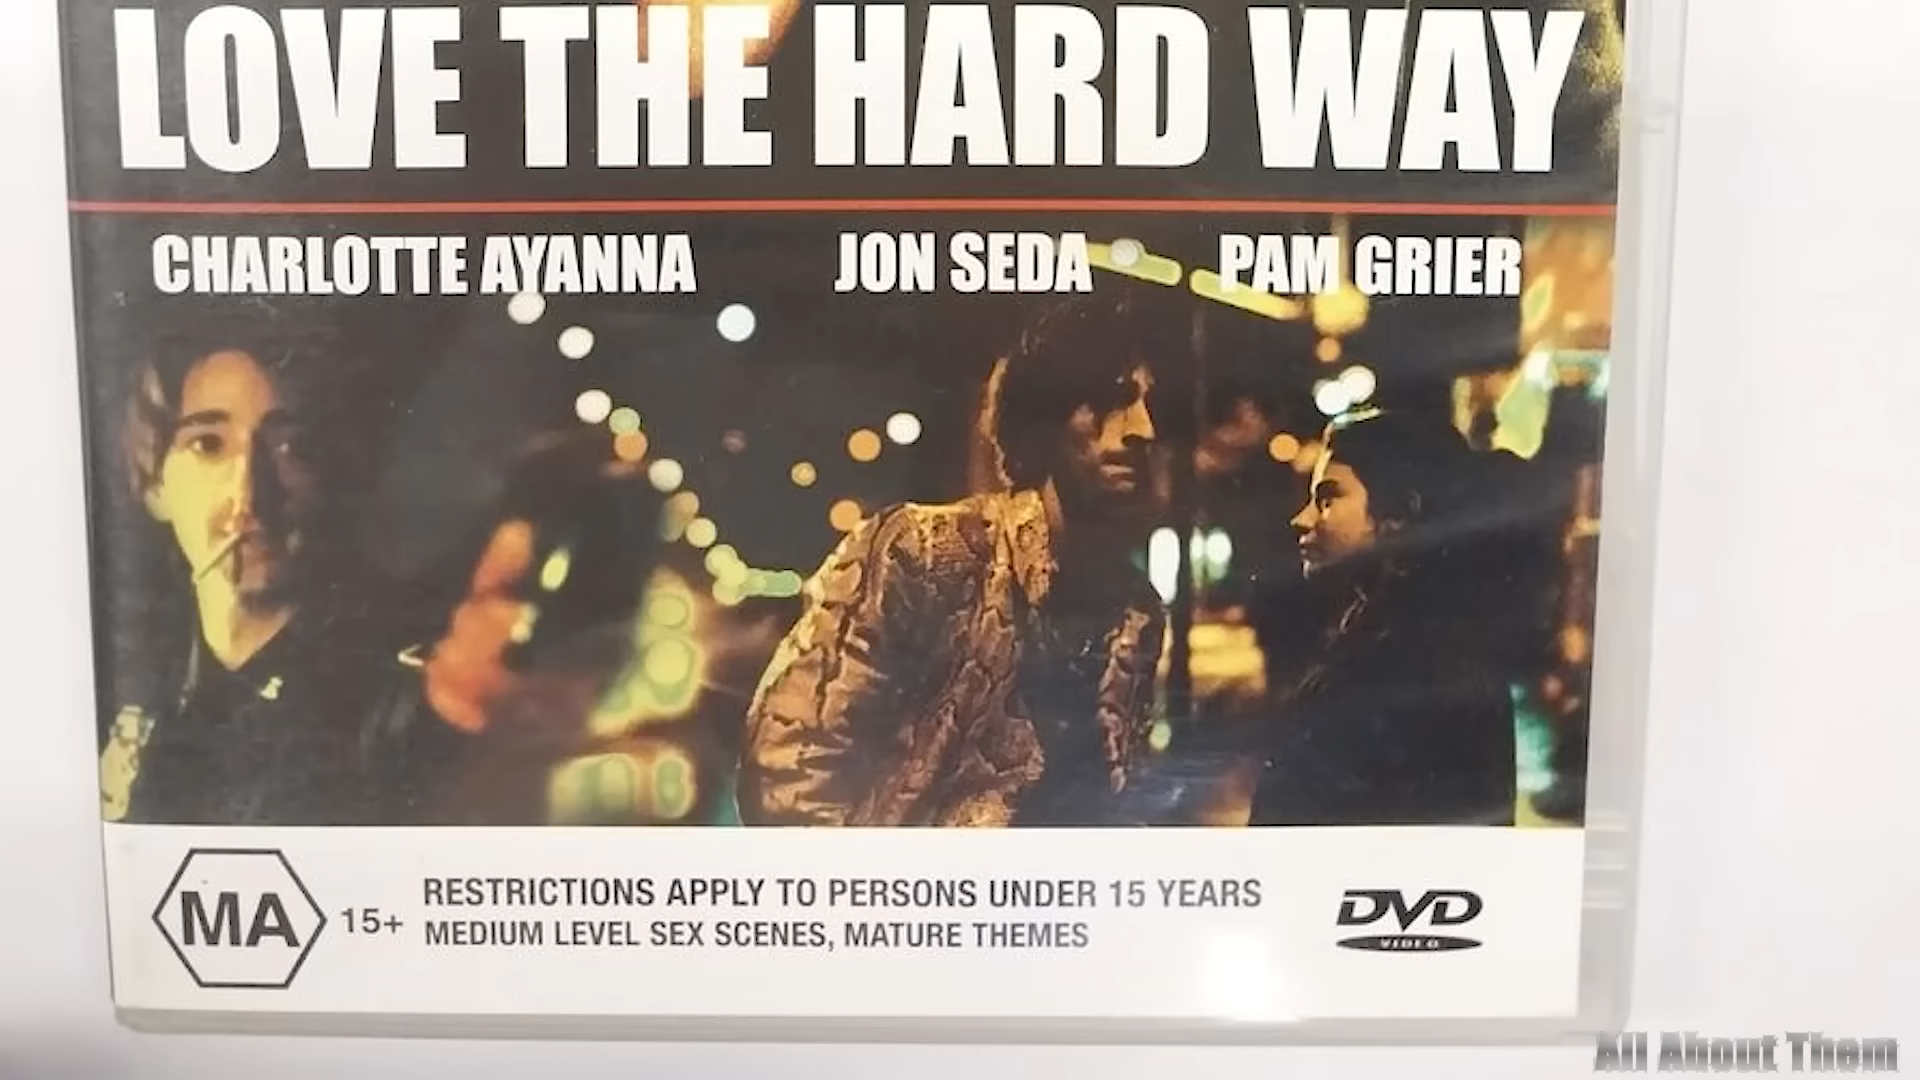 LOVE THE HARD WAY
CHARLOTTE AYANNA JON SEDA PAM GRIER
MA 15+ RESTRICTIONS APPLY TO PERSONS UNDER 15 YEARS
MEDIUM LEVEL SEX SCENES, MATURE THEMES
DVD
VIDEO
All About Them